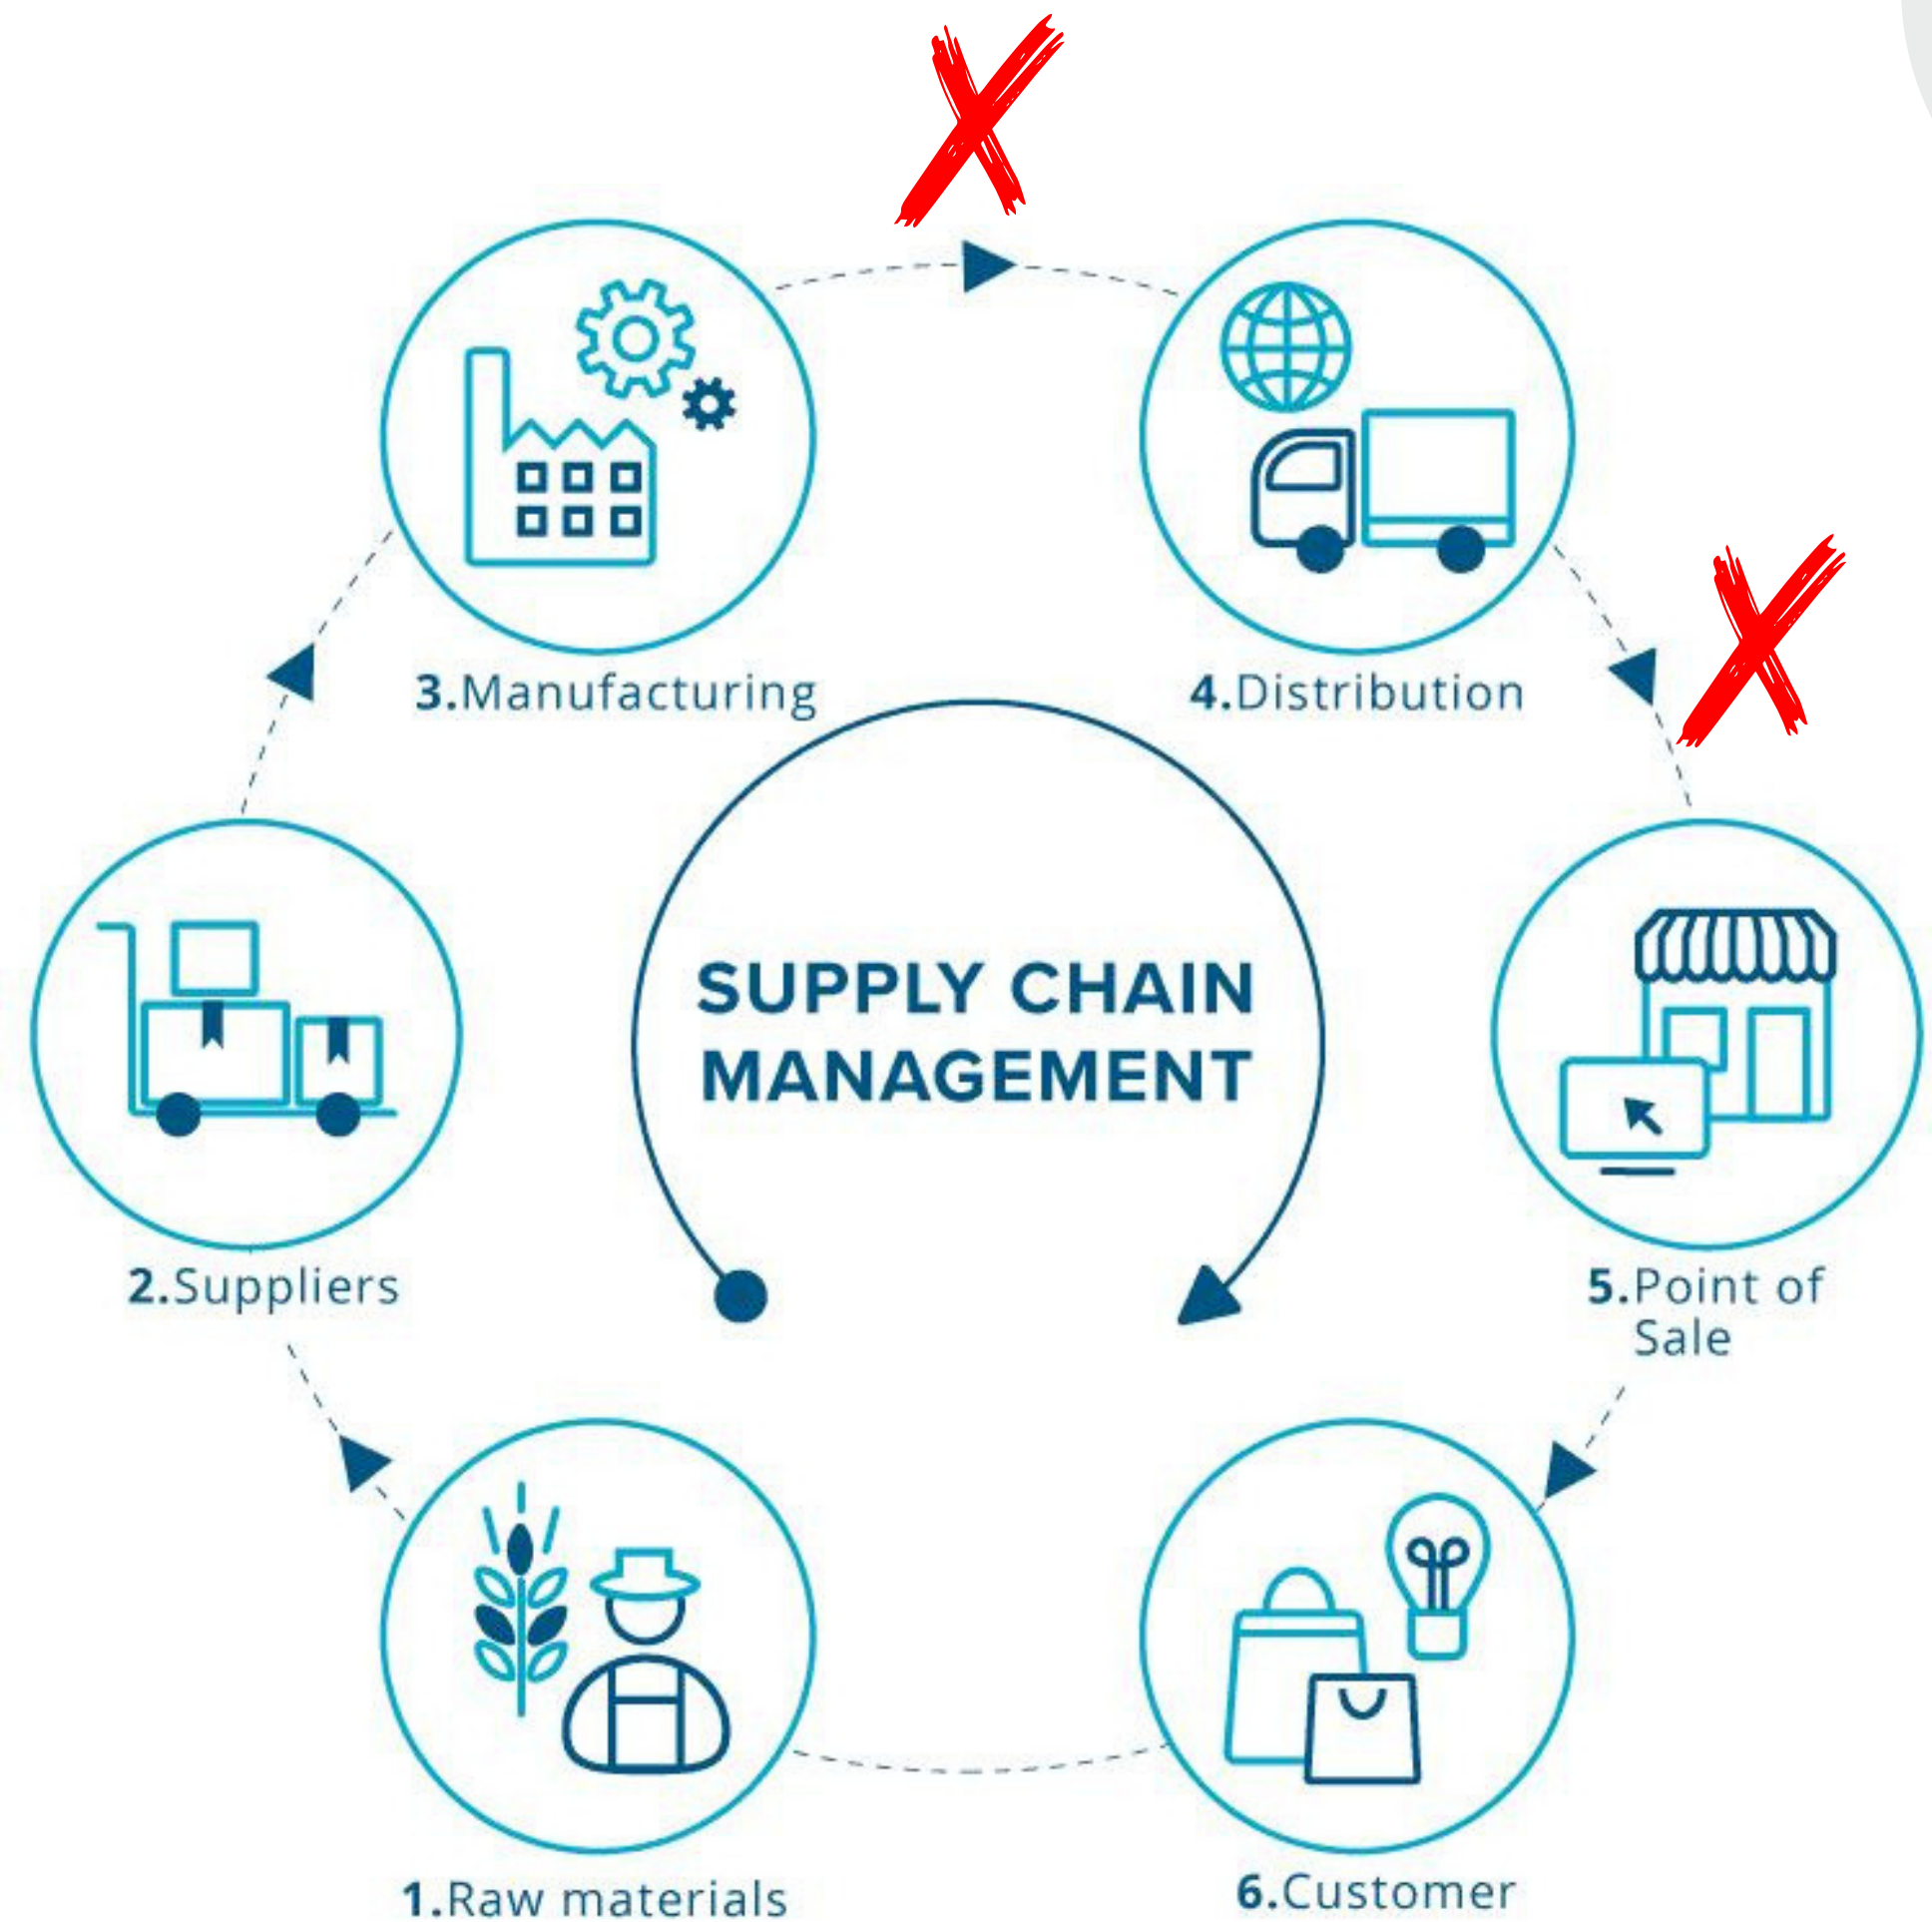 3.Manufacturing
4.Distribution
SUPPLY CHAIN
MANAGEMENT
2.Suppliers
5.Point of
Sale
1.Raw materials
6.Customer